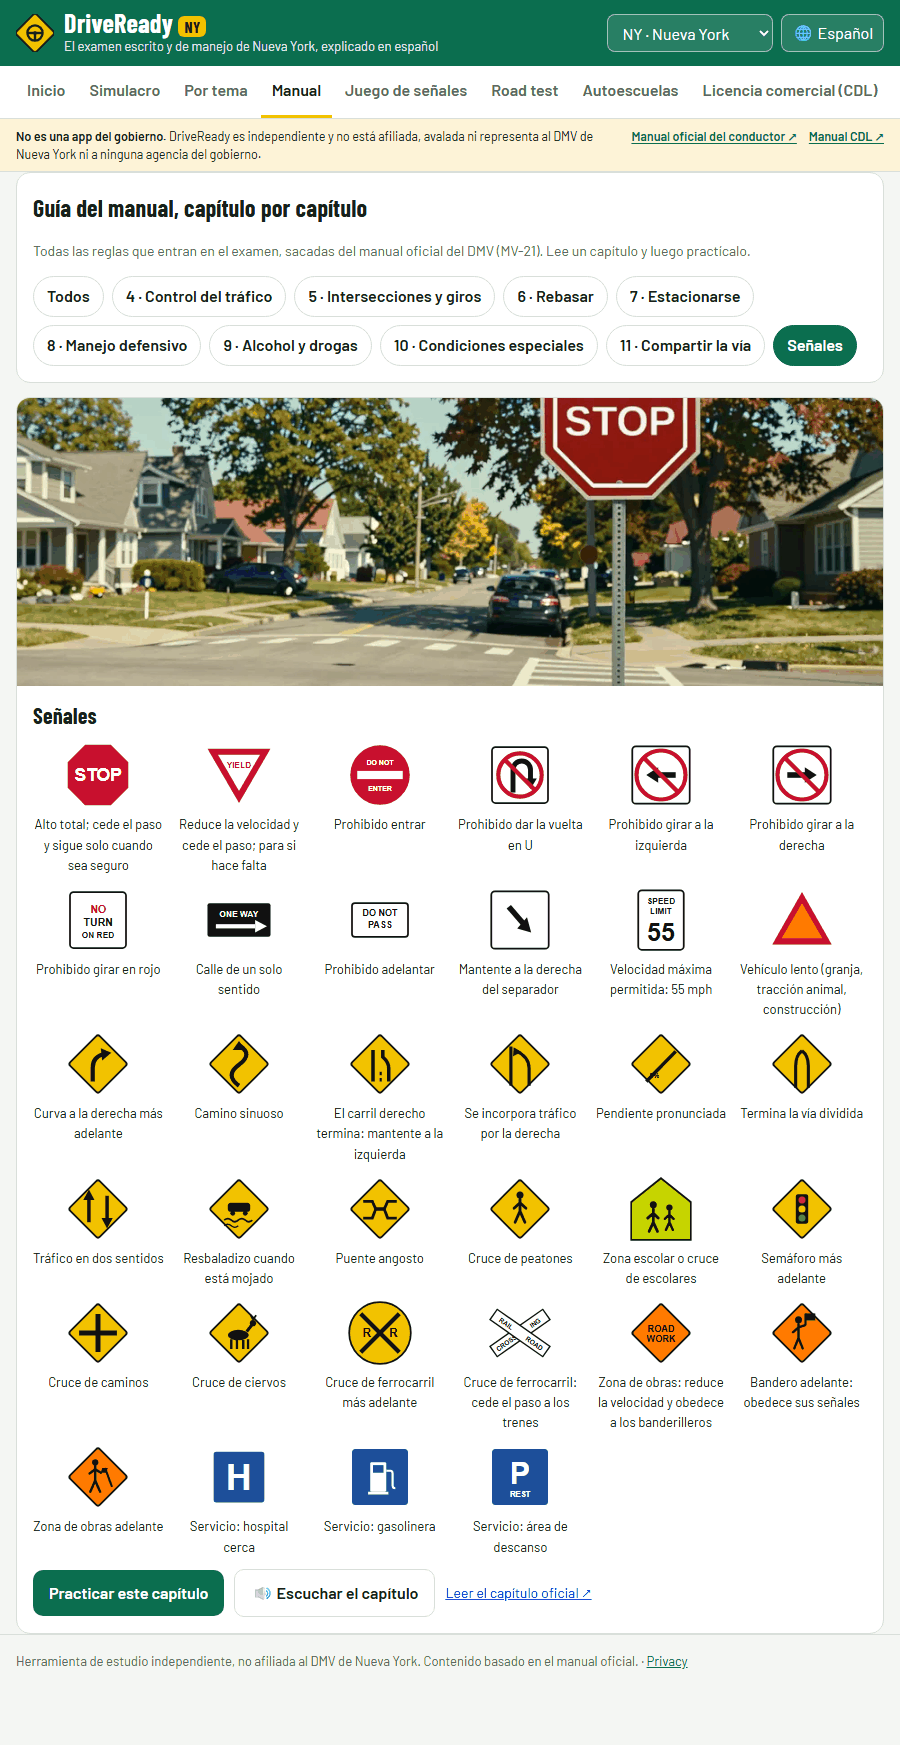 DriveReady NY
El examen escrito y de manejo de Nueva York, explicado en español
NY · Nueva York
Español
Inicio
Simulacro
Por tema
Manual
Juego de señales
Road test
Autoescuelas
Licencia comercial (CDL)
No es una app del gobierno. DriveReady es independiente y no está afiliada, avalada ni representa al DMV de
Nueva York ni a ninguna agencia del gobierno.
Manual oficial del conductor ↗
Manual CDL ↗
Guía del manual, capítulo por capítulo
Todas las reglas que entran en el examen, sacadas del manual oficial del DMV (MV-21). Lee un capítulo y luego practícalo.
Todos
4 · Control del tráfico
5 · Intersecciones y giros
6 · Rebasar
7 · Estacionarse
8 · Manejo defensivo
9 · Alcohol y drogas
10 · Condiciones especiales
11 · Compartir la vía
Señales
STOP
Señales
STOP
Alto total; cede el paso
y sigue solo cuando
sea seguro
YIELD
Reduce la velocidad y
cede el paso; para si
hace falta
DO NOT
ENTER
Prohibido entrar
Prohibido dar la vuelta
en U
Prohibido girar a la
izquierda
Prohibido girar a la
derecha
NO
TURN
ON RED
Prohibido girar en rojo
ONE WAY
Calle de un solo
sentido
DO NOT
PASS
Prohibido adelantar
Mantente a la derecha
del separador
SPEED
LIMIT
55
Velocidad máxima
permitida: 55 mph
Vehículo lento (granja,
tracción animal,
construcción)
Curva a la derecha más
adelante
Camino sinuoso
El carril derecho
termina: mantente a la
izquierda
Se incorpora tráfico
por la derecha
Pendiente pronunciada
Termina la vía dividida
Tráfico en dos sentidos
Resbaladizo cuando
está mojado
Puente angosto
Cruce de peatones
Zona escolar o cruce
de escolares
Semáforo más
adelante
Cruce de caminos
Cruce de ciervos
R R
Cruce de ferrocarril
más adelante
RAIL ING
CROSS ROAD
Cruce de ferrocarril:
cede el paso a los
trenes
ROAD
WORK
Zona de obras: reduce
la velocidad y obedece
a los banderilleros
Bandero adelante:
obedece sus señales
Zona de obras adelante
H
Servicio: hospital
cerca
Servicio: gasolinera
P
REST
Servicio: área de
descanso
Practicar este capítulo
Escuchar el capítulo
Leer el capítulo oficial ↗
Herramienta de estudio independiente, no afiliada al DMV de Nueva York. Contenido basado en el manual oficial. · Privacy